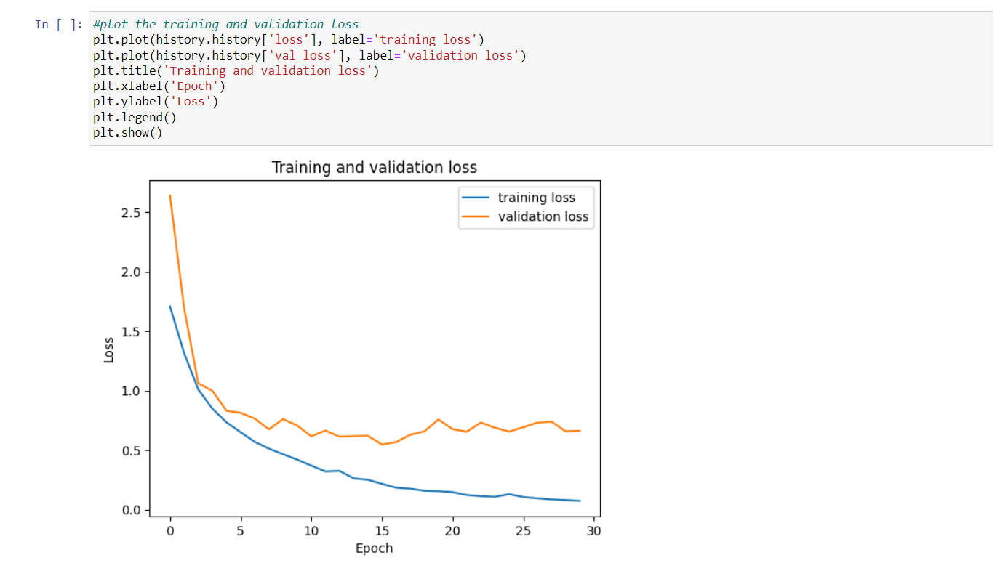 In [ ]: #plot the training and validation loss
plt.plot(history.history['loss'], label='training loss')
plt.plot(history.history['val_loss'], label='validation loss')
plt.title('Training and validation loss')
plt.xlabel('Epoch')
plt.ylabel('Loss')
plt.legend()
plt.show()
Training and validation loss
training loss
validation loss
2.5
2.0
1.5
1.0
0.5
0.0
Loss
0 5 10 15 20 25 30
Epoch